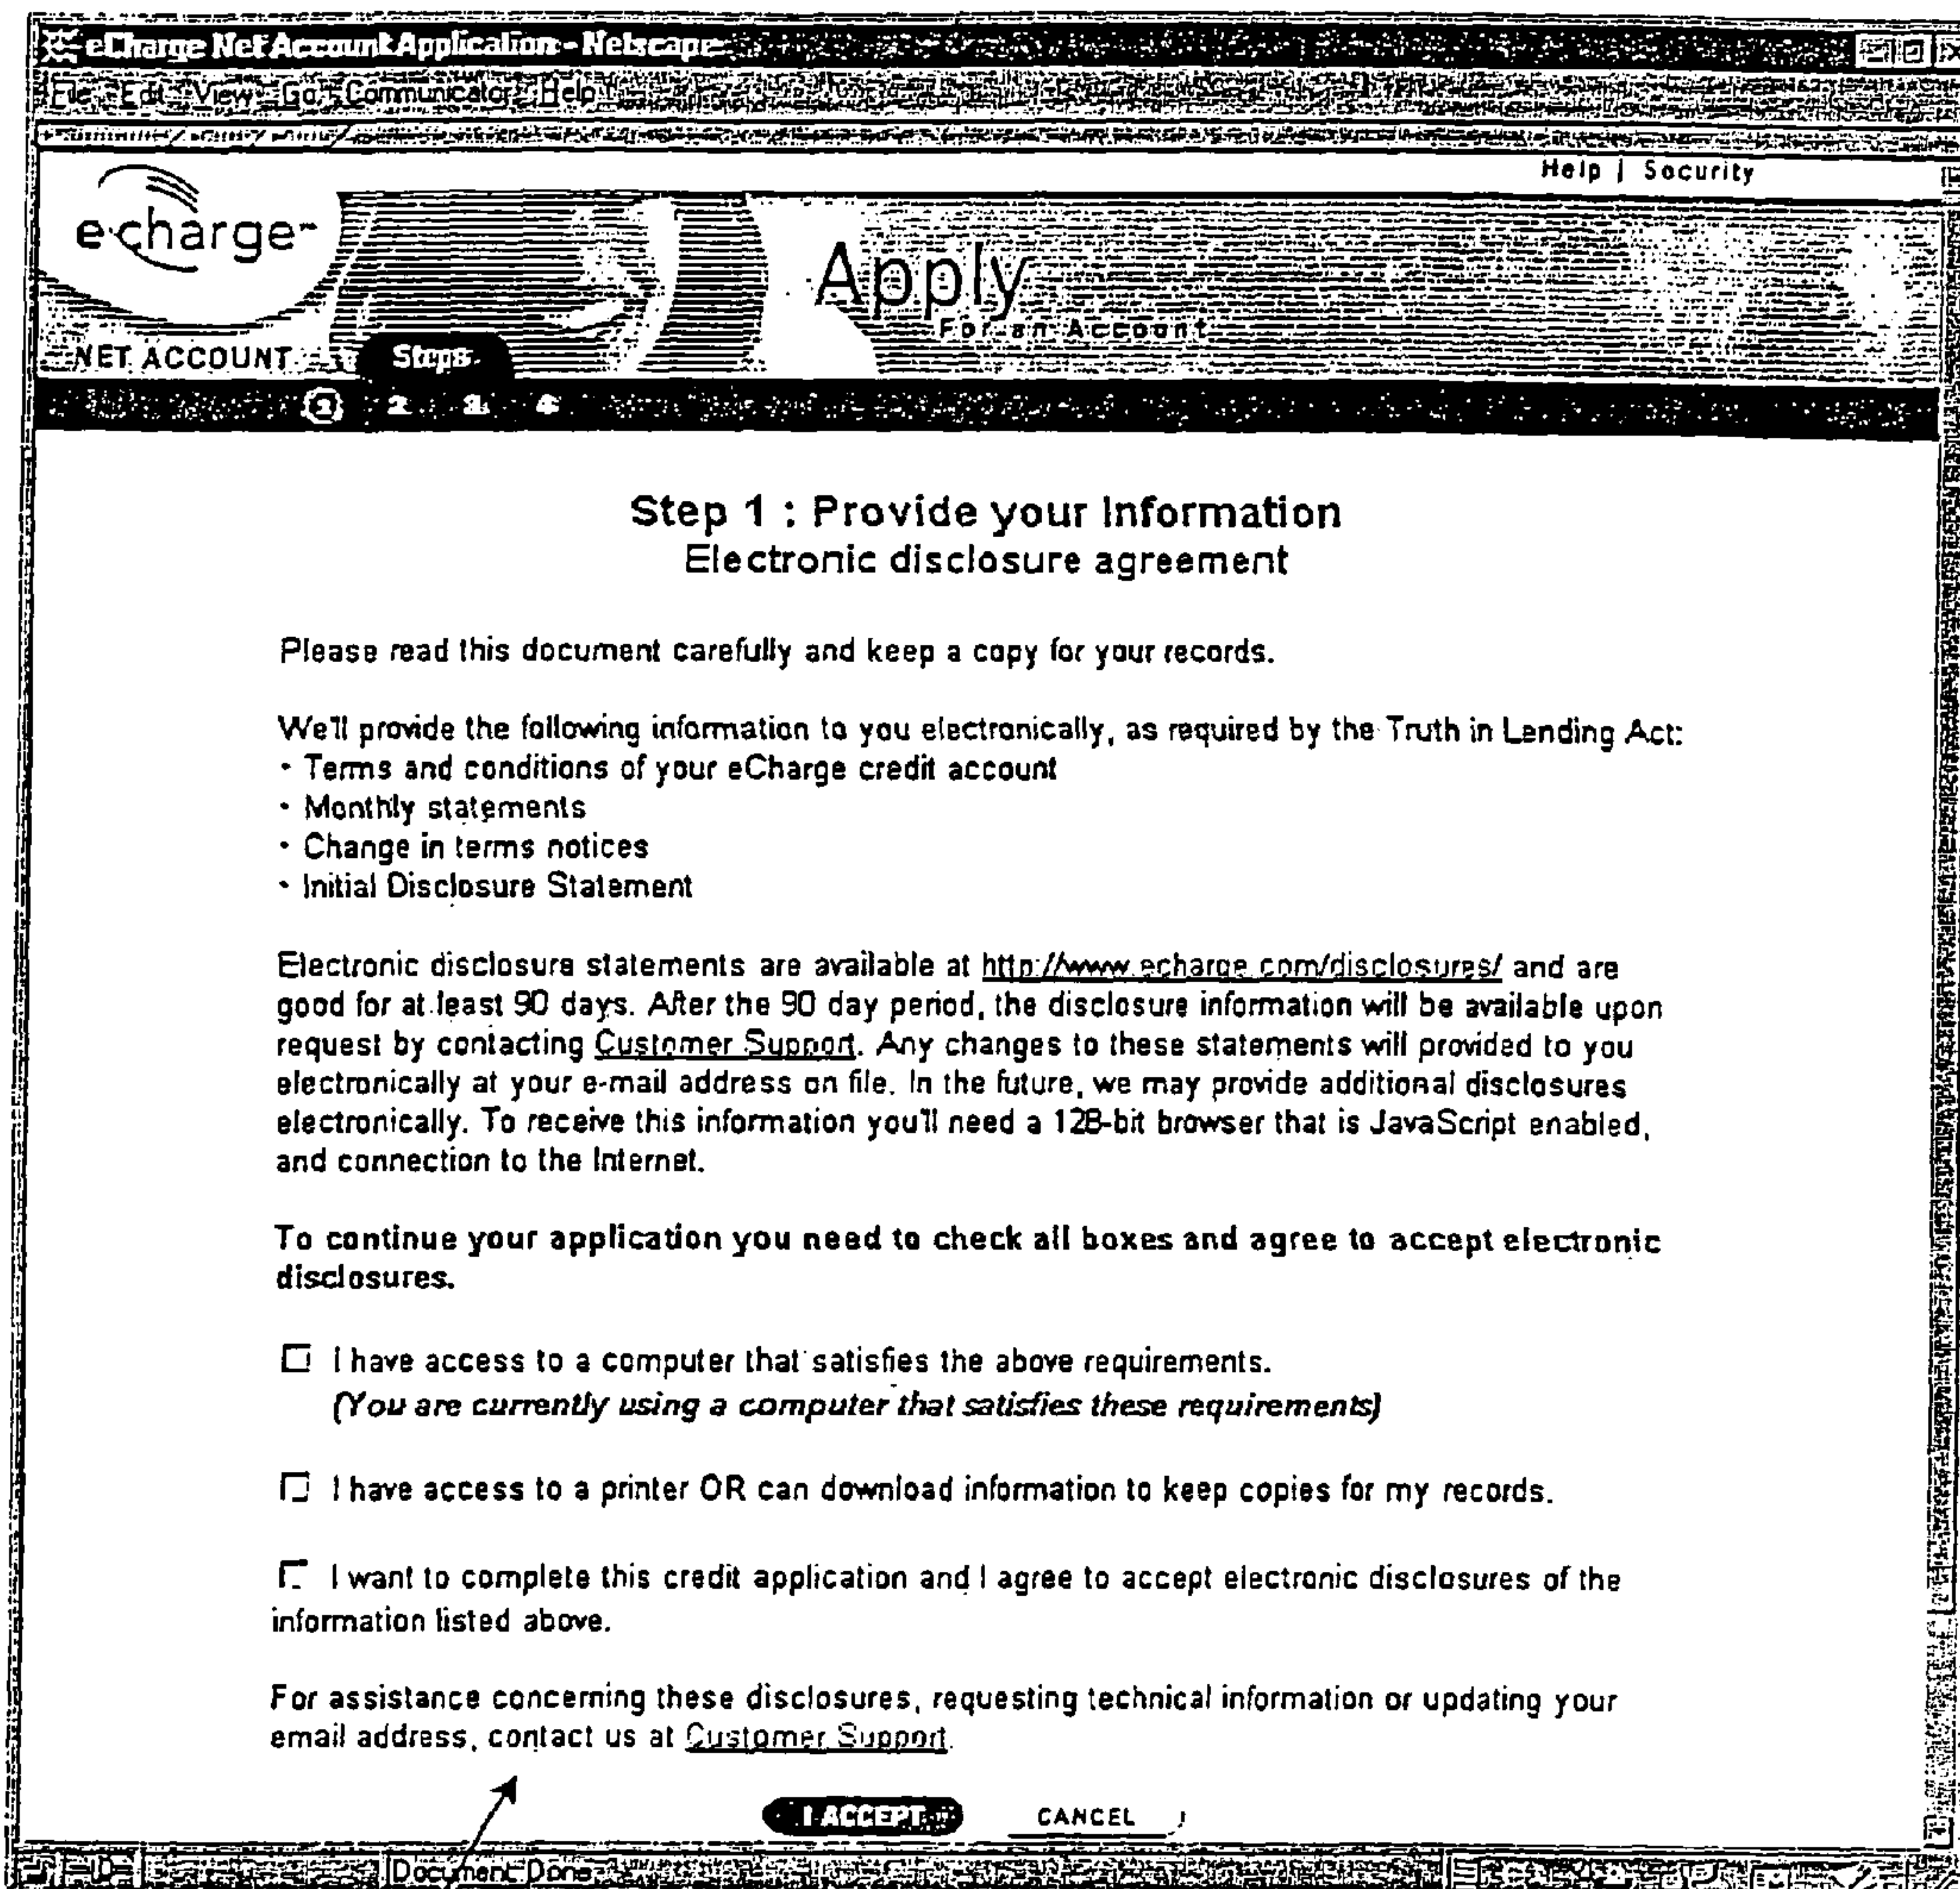 eCharge Net Account Application - Netscape
File Edit View Go Communicator Help
Help | Security
e·charge™
Apply
For an Account
NET ACCOUNT
Steps
1 2 3 4
Step 1 : Provide your Information
Electronic disclosure agreement
Please read this document carefully and keep a copy for your records.
We'll provide the following information to you electronically, as required by the Truth in Lending Act:
· Terms and conditions of your eCharge credit account
· Monthly statements
· Change in terms notices
· Initial Disclosure Statement
Electronic disclosure statements are available at http://www.echarge.com/disclosures/ and are
good for at least 90 days. After the 90 day period, the disclosure information will be available upon
request by contacting Customer Support. Any changes to these statements will provided to you
electronically at your e-mail address on file. In the future, we may provide additional disclosures
electronically. To receive this information you'll need a 128-bit browser that is JavaScript enabled,
and connection to the Internet.
To continue your application you need to check all boxes and agree to accept electronic
disclosures.
I have access to a computer that satisfies the above requirements.
(You are currently using a computer that satisfies these requirements)
I have access to a printer OR can download information to keep copies for my records.
I want to complete this credit application and I agree to accept electronic disclosures of the
information listed above.
For assistance concerning these disclosures, requesting technical information or updating your
email address, contact us at Customer Support.
I ACCEPT
CANCEL
Document Done